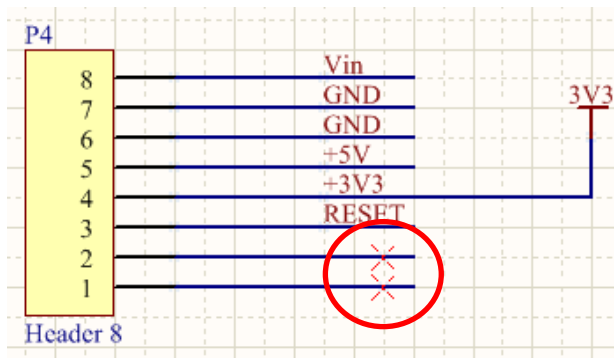 P4
8 Vin
7 GND
6 GND
5 +5V
4 +3V3 3V3
3 RESET
2
1
Header 8